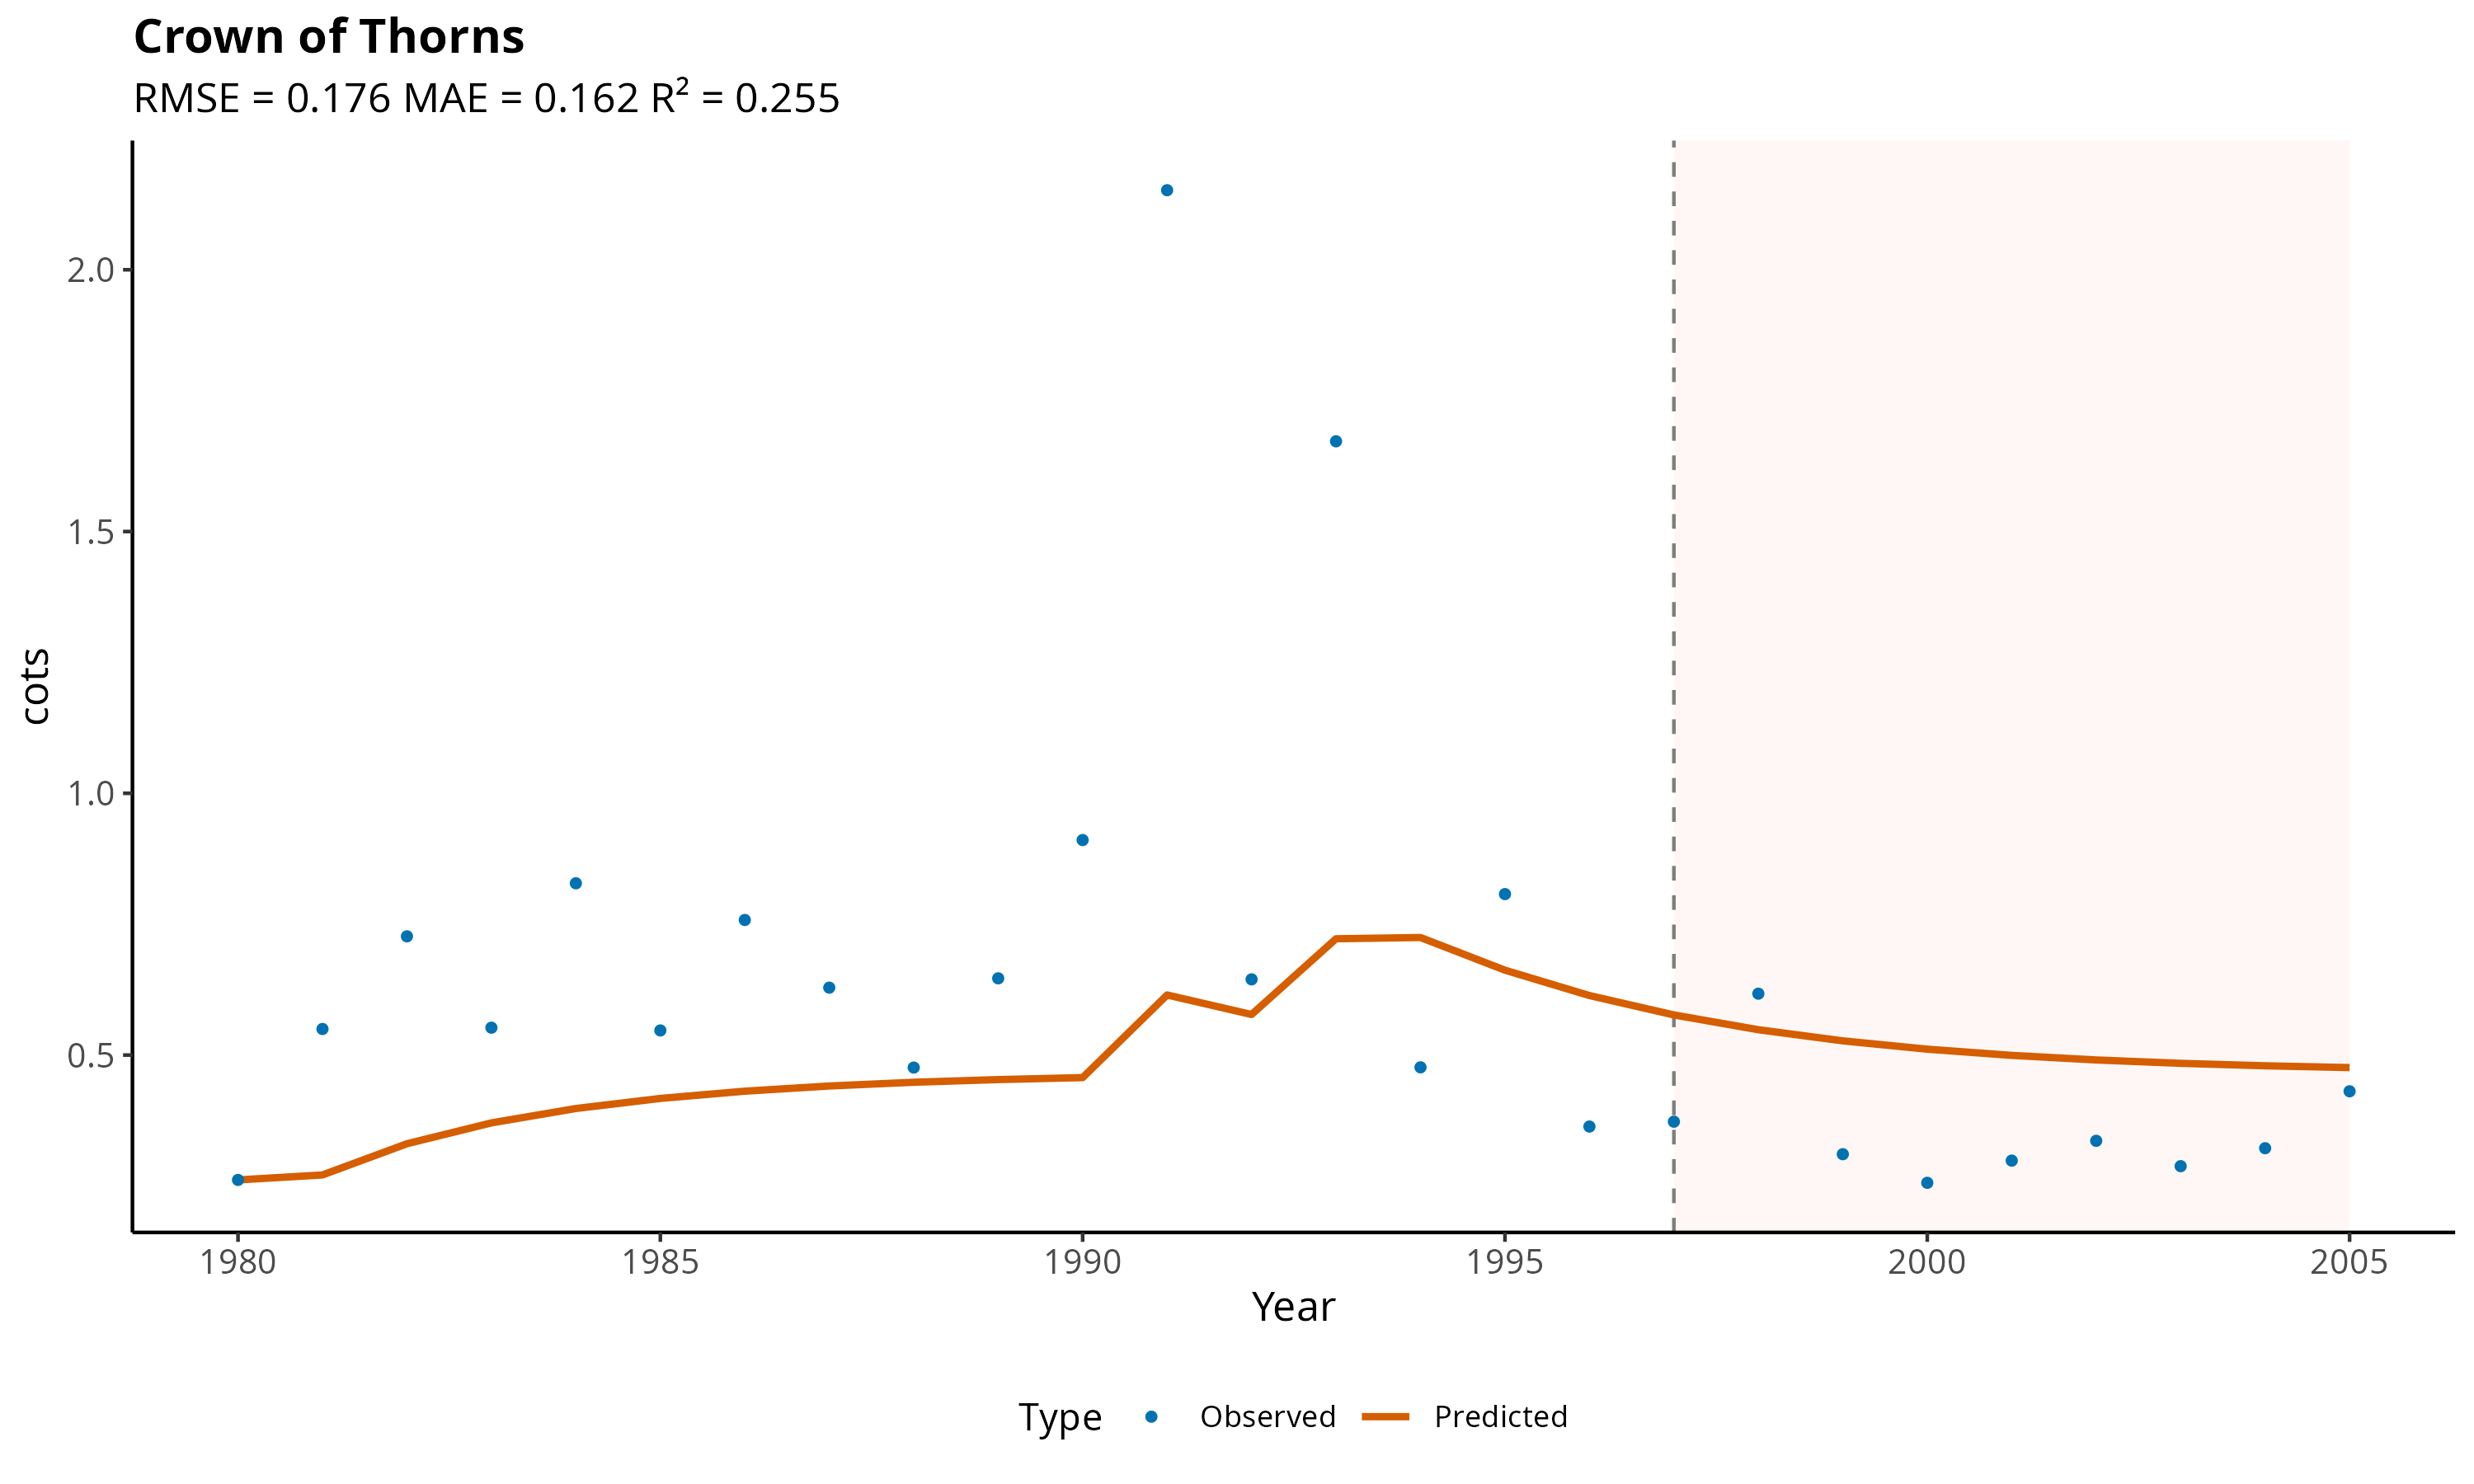 Crown of Thorns
RMSE = 0.176 MAE = 0.162 R² = 0.255
cots
2.0
1.5
1.0
0.5
1980 1985 1990 1995 2000 2005
Year
Type Observed Predicted